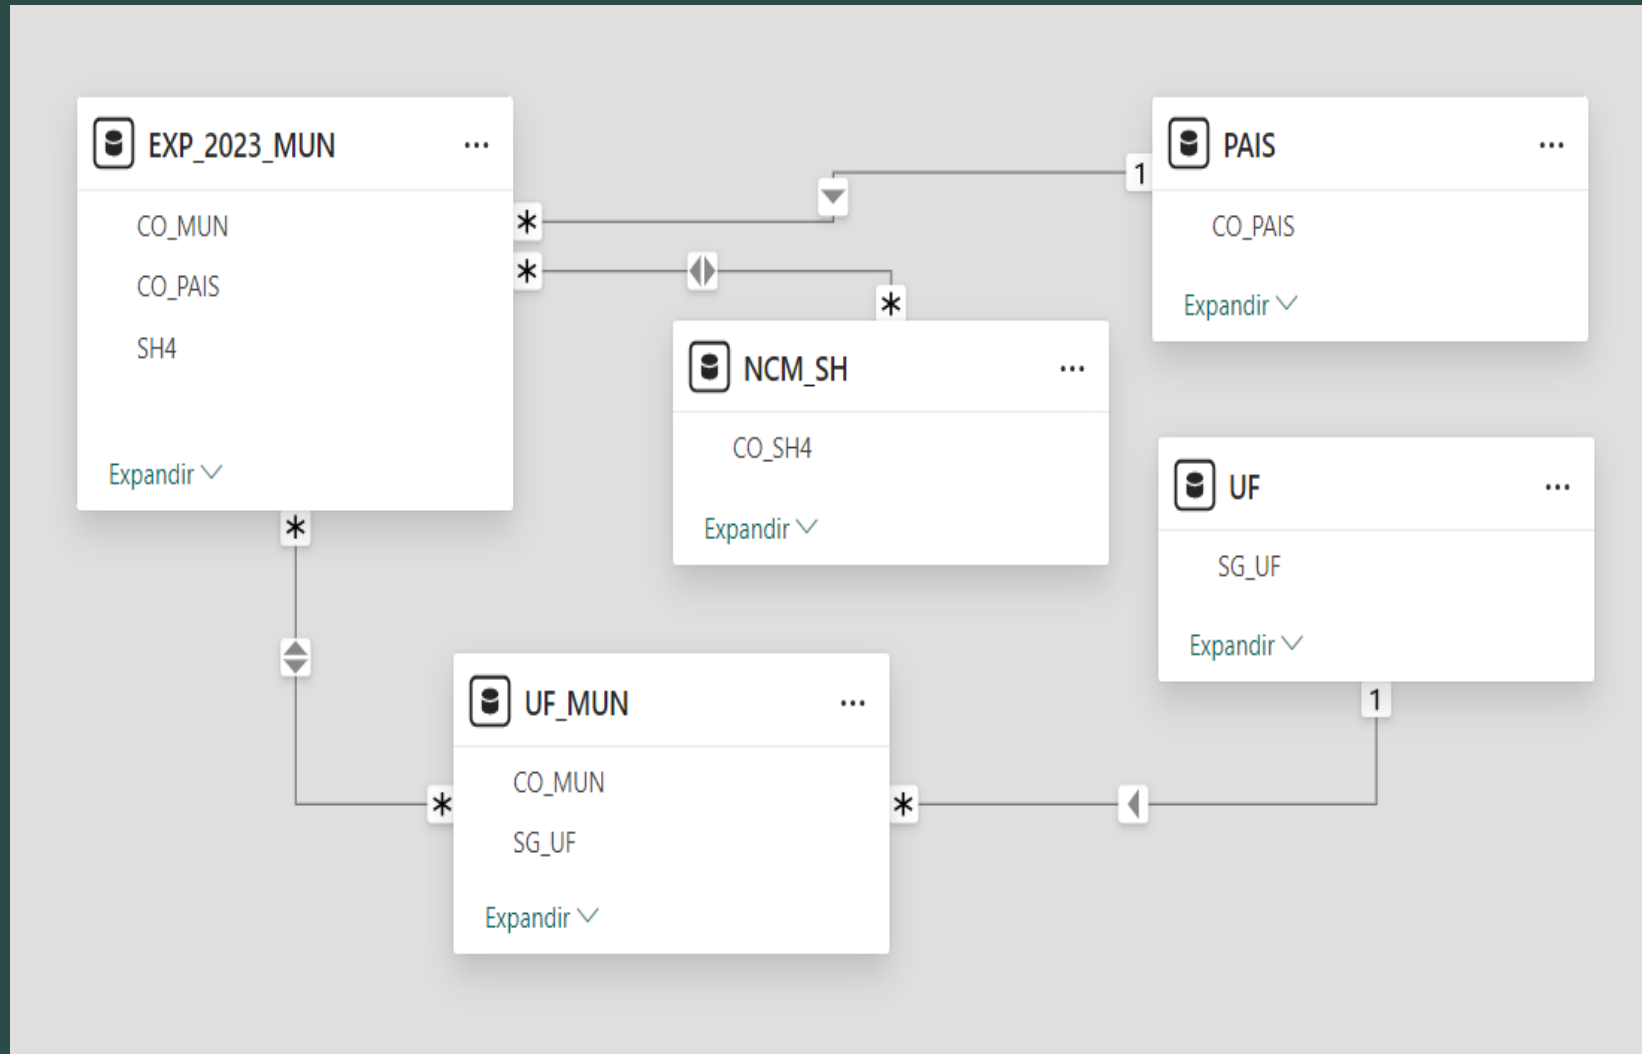 EXP_2023_MUN ...
CO_MUN
CO_PAIS
SH4
Expandir
*
*
*
1
PAIS ...
CO_PAIS
Expandir
*
NCM_SH ...
CO_SH4
Expandir
UF ...
SG_UF
Expandir
1
*
UF_MUN ...
CO_MUN
SG_UF
Expandir
*